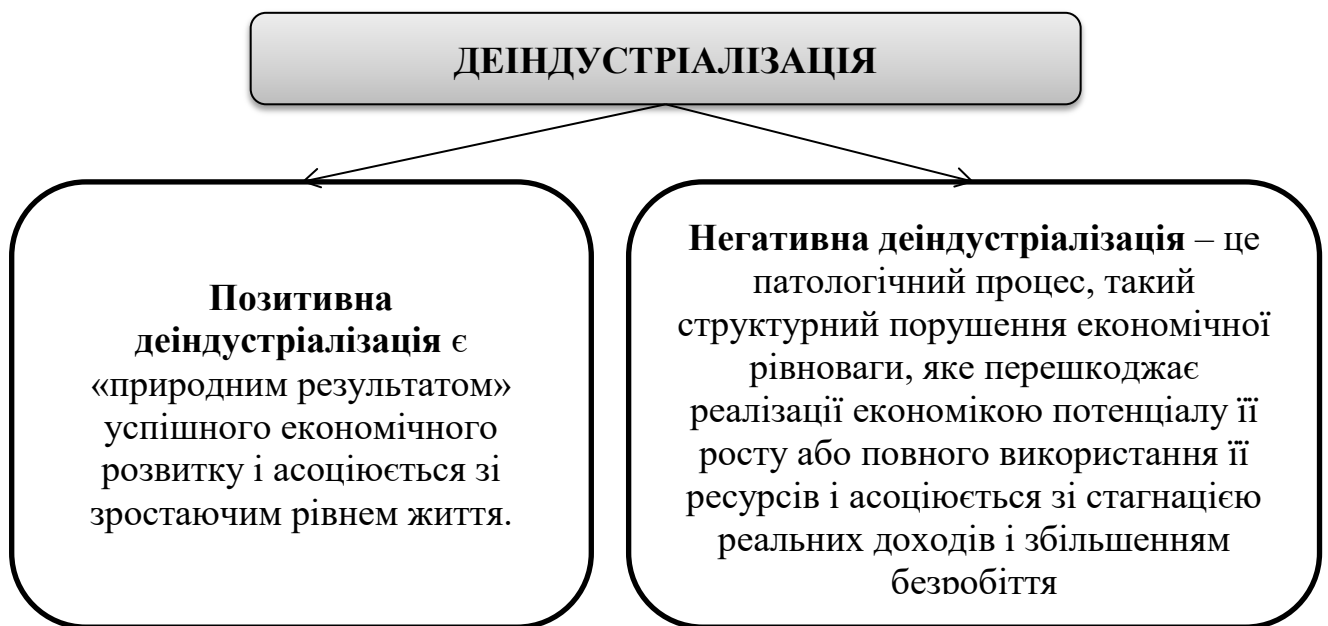 ДЕІНДУСТРІАЛІЗАЦІЯ
Позитивна
деіндустріалізація є
«природним результатом»
успішного економічного
розвитку і асоціюється зі
зростаючим рівнем життя.
Негативна деіндустріалізація – це
патологічний процес, такий
структурний порушення економічної
рівноваги, яке перешкоджає
реалізації економікою потенціалу її
росту або повного використання її
ресурсів і асоціюється зі стагнацією
реальних доходів і збільшенням
безробіття